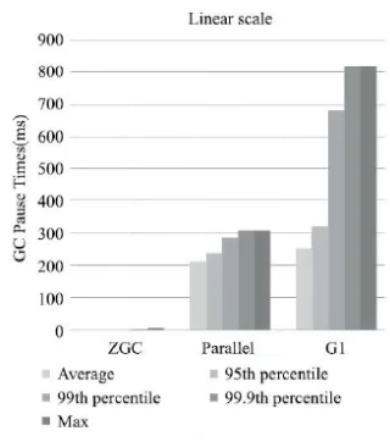 Linear scale
GC Pause Times(ms)
900
800
700
600
500
400
300
200
100
0
ZGC Parallel G1
Average 95th percentile
99th percentile 99.9th percentile
Max